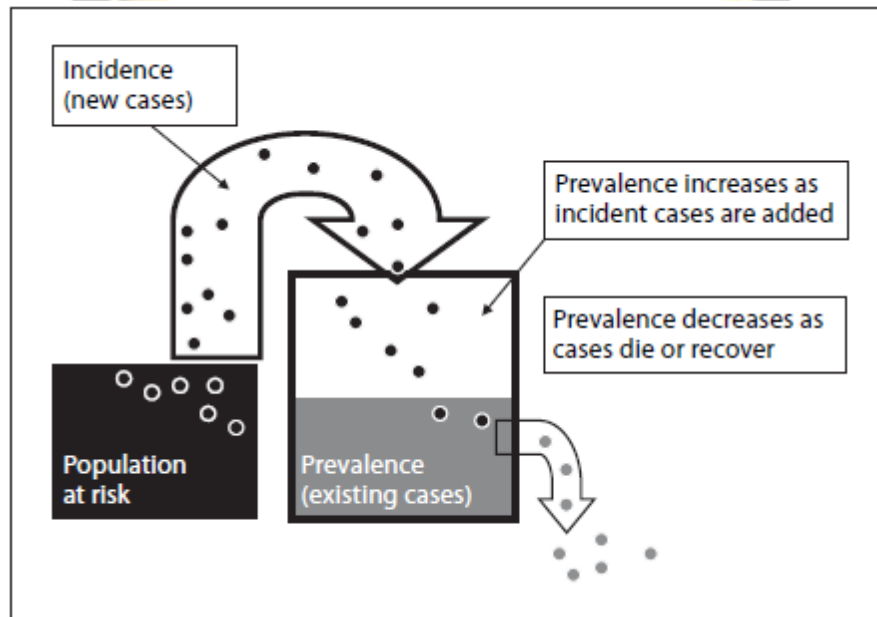 Incidence
(new cases)
Prevalence increases as
incident cases are added
Prevalence decreases as
cases die or recover
Population
at risk
Prevalence
(existing cases)